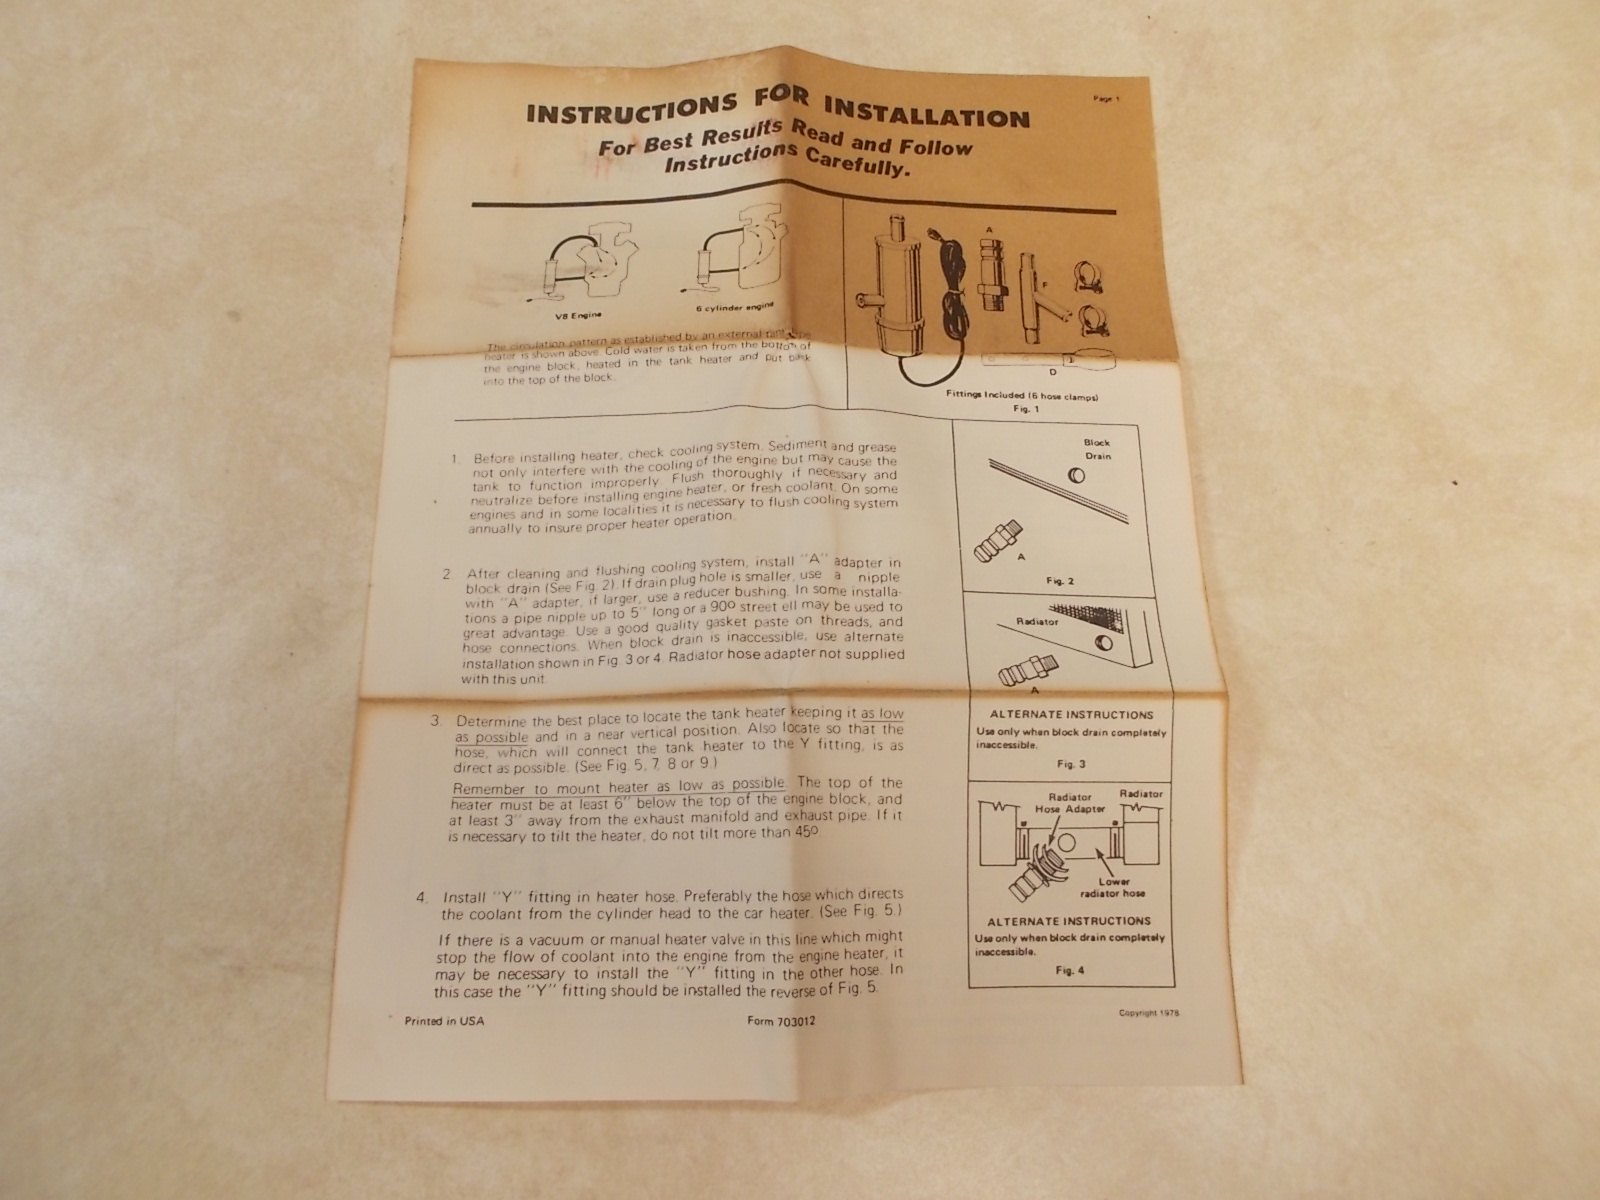 Page 1
INSTRUCTIONS FOR INSTALLATION
For Best Results Read and Follow
Instructions Carefully.
V8 Engine
6 cylinder engine
The circulation pattern as established by an external tank type
heater is shown above. Cold water is taken from the bottom of
the engine block, heated in the tank heater and put back
into the top of the block.
A
F
D
Fittings Included (6 hose clamps)
Fig. 1
1. Before installing heater, check cooling system. Sediment and grease
not only interfere with the cooling of the engine but may cause the
tank to function improperly. Flush thoroughly if necessary and
neutralize before installing engine heater, or fresh coolant. On some
engines and in some localities it is necessary to flush cooling system
annually to insure proper heater operation.
2. After cleaning and flushing cooling system, install "A" adapter in
block drain (See Fig. 2). If drain plug hole is smaller, use a nipple
with "A" adapter, if larger, use a reducer bushing. In some installa-
tions a pipe nipple up to 5" long or a 90° street ell may be used to
great advantage. Use a good quality gasket paste on threads, and
hose connections. When block drain is inaccessible, use alternate
installation shown in Fig. 3 or 4. Radiator hose adapter not supplied
with this unit.
3. Determine the best place to locate the tank heater keeping it as low
as possible and in a near vertical position. Also locate so that the
hose, which will connect the tank heater to the Y fitting, is as
direct as possible. (See Fig. 5, 7, 8 or 9.)
Remember to mount heater as low as possible. The top of the
heater must be at least 6" below the top of the engine block, and
at least 3" away from the exhaust manifold and exhaust pipe. If it
is necessary to tilt the heater, do not tilt more than 45°.
4. Install "Y" fitting in heater hose. Preferably the hose which directs
the coolant from the cylinder head to the car heater. (See Fig. 5.)
If there is a vacuum or manual heater valve in this line which might
stop the flow of coolant into the engine from the engine heater, it
may be necessary to install the "Y" fitting in the other hose. In
this case the "Y" fitting should be installed the reverse of Fig. 5.
Block
Drain
A
Fig. 2
Radiator
A
ALTERNATE INSTRUCTIONS
Use only when block drain completely
inaccessible.
Fig. 3
Radiator
Hose Adapter
Radiator
Lower
radiator hose
ALTERNATE INSTRUCTIONS
Use only when block drain completely
inaccessible.
Fig. 4
Printed in USA
Form 703012
Copyright 1978